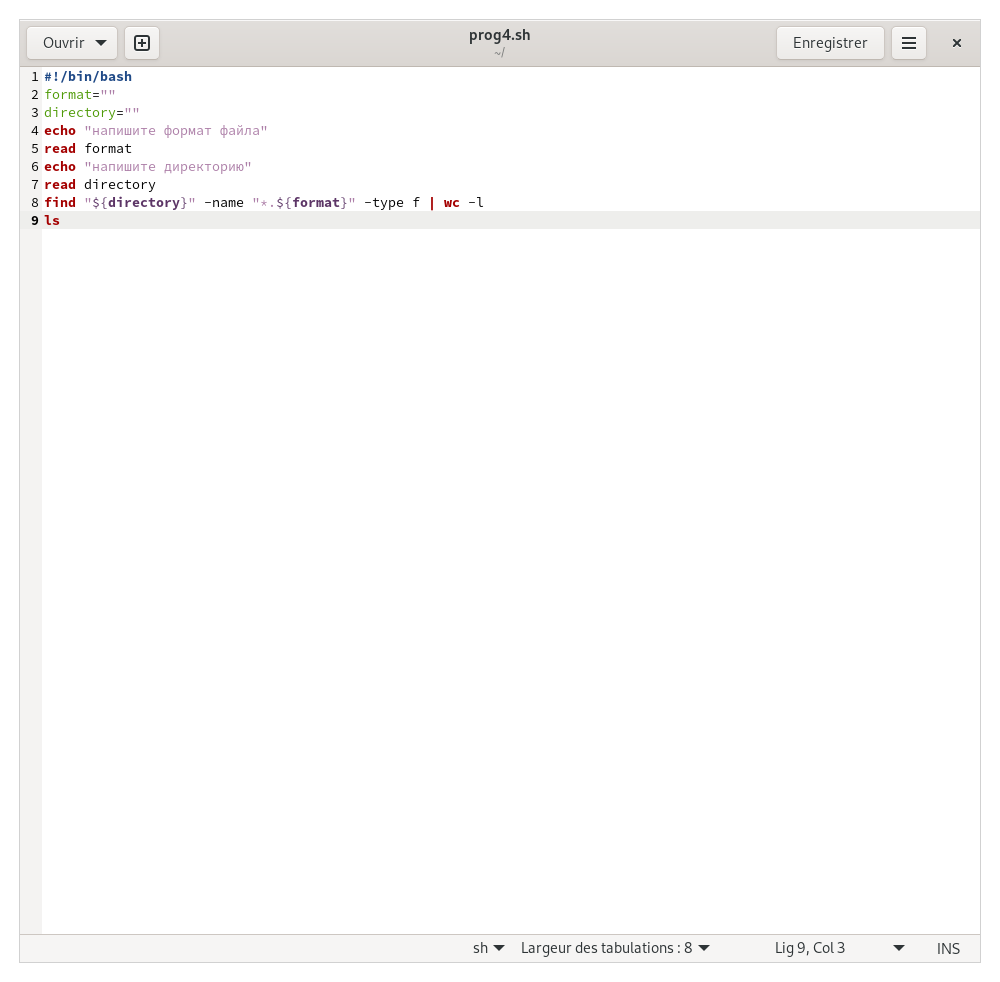 Ouvrir
prog4.sh
~/
Enregistrer
1 #!/bin/bash
2 format=""
3 directory=""
4 echo "напишите формат файла"
5 read format
6 echo "напишите директорию"
7 read directory
8 find "${directory}" -name "*.${format}" -type f | wc -l
9 ls
sh Largeur des tabulations : 8 Lig 9, Col 3 INS